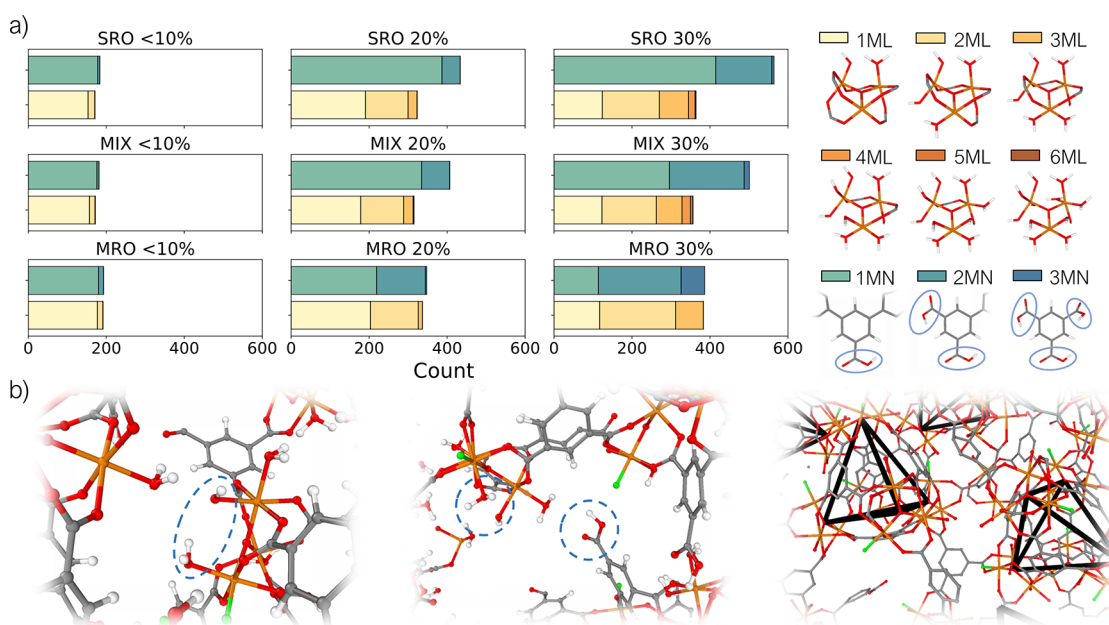 a)
SRO <10%
SRO 20%
SRO 30%
1ML
2ML
3ML
MIX <10%
MIX 20%
MIX 30%
4ML
5ML
6ML
MRO <10%
MRO 20%
MRO 30%
1MN
2MN
3MN
0
200
400
600
0
200
400
600
0
200
400
600
Count
b)